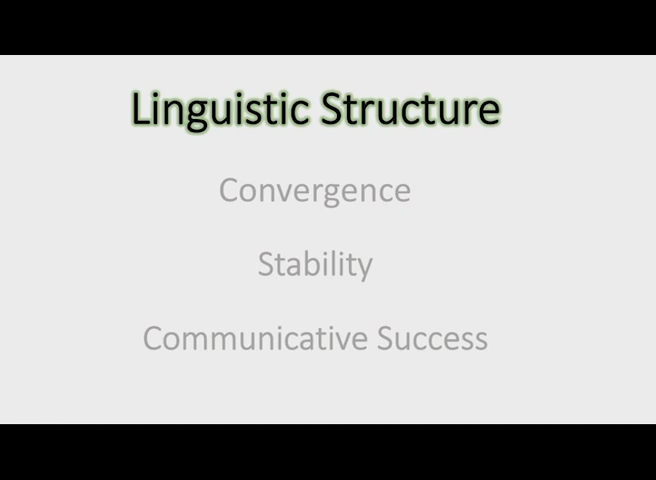 Linguistic Structure
Convergence
Stability
Communicative Success